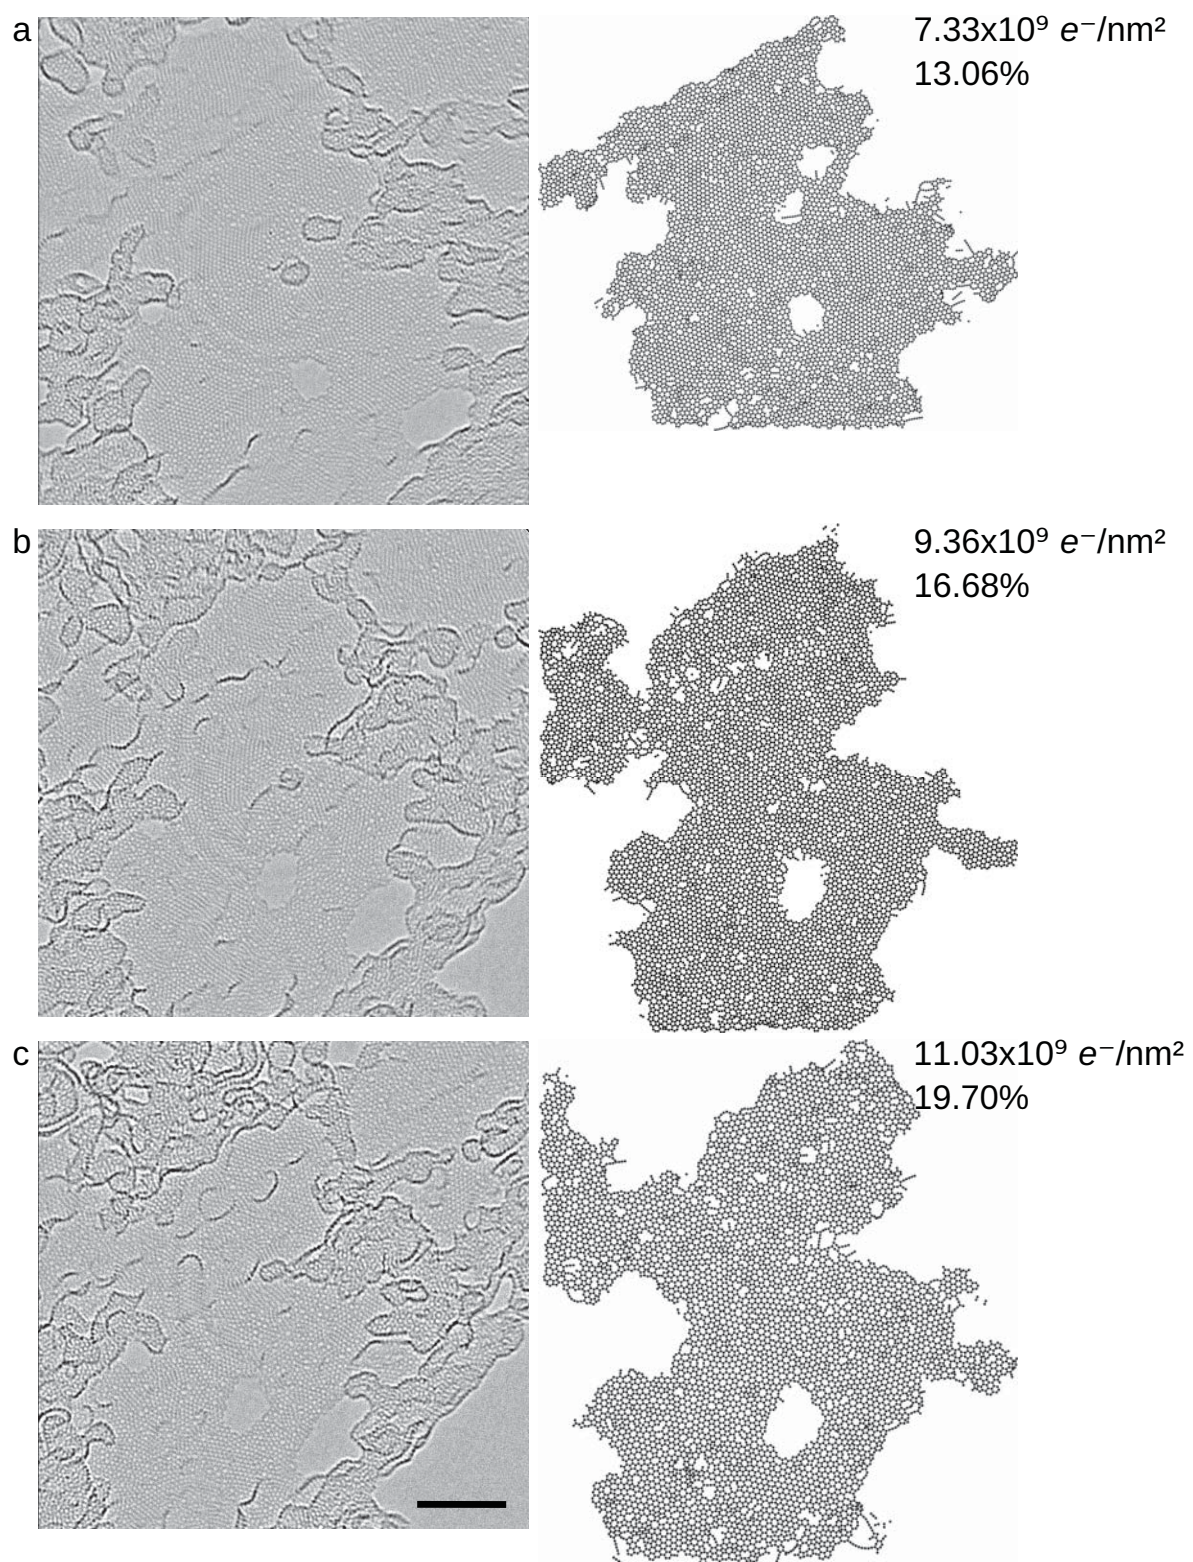 a
7.33x10⁹ e⁻/nm²
13.06%
b
9.36x10⁹ e⁻/nm²
16.68%
c
11.03x10⁹ e⁻/nm²
19.70%